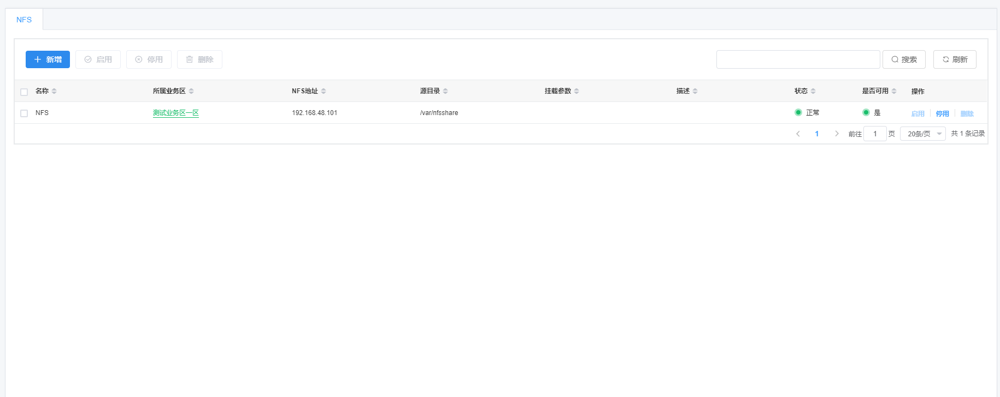 NFS
新增 启用 停用 删除 搜索 刷新
名称 所属业务区 NFS地址 源目录 挂载参数 描述 状态 是否可用 操作
NFS 测试业务区一区 192.168.48.101 /var/nfsshare 正常 是 启用 停用 删除
1 前往 1 页 20条/页 共 1 条记录